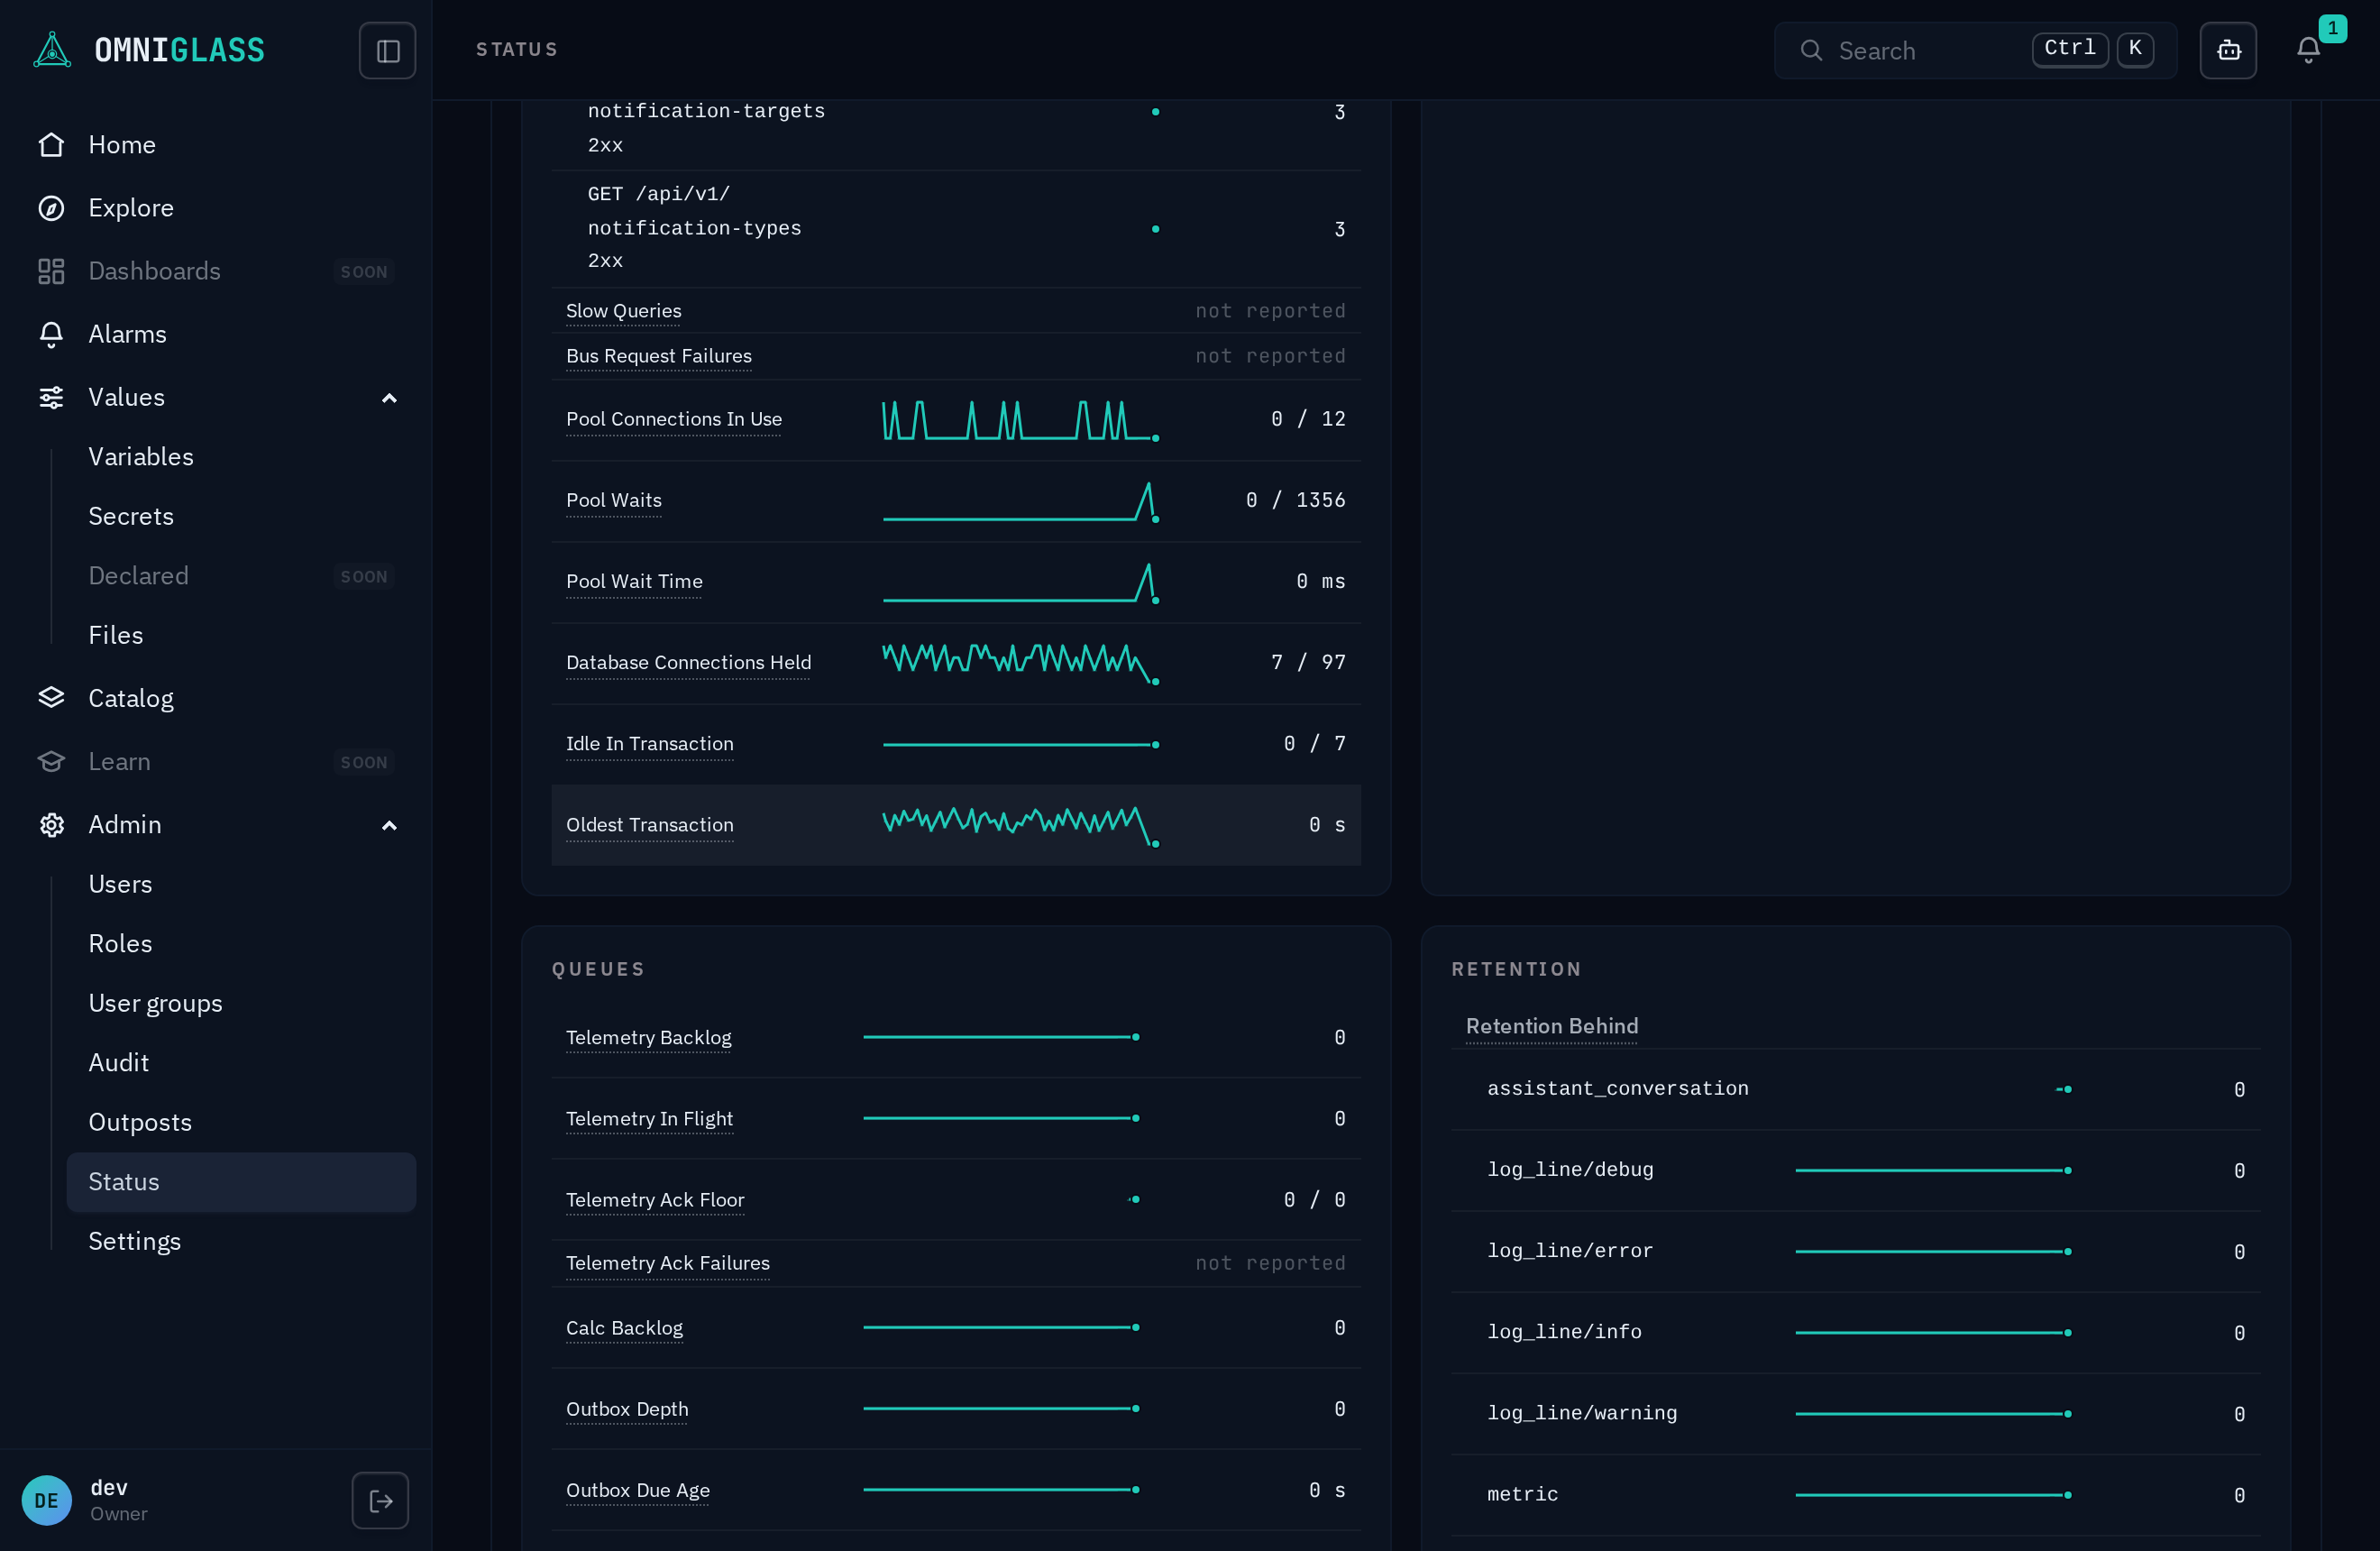 OMNIGLASS
STATUS
Search
Ctrl
K
1
Home
Explore
Dashboards
SOON
Alarms
Values
Variables
Secrets
Declared
SOON
Files
Catalog
Learn
SOON
Admin
Users
Roles
User groups
Audit
Outposts
Status
Settings
DE
dev
Owner
notification-targets
2xx
3
GET /api/v1/
notification-types
2xx
3
Slow Queries
not reported
Bus Request Failures
not reported
Pool Connections In Use
0 / 12
Pool Waits
0 / 1356
Pool Wait Time
0 ms
Database Connections Held
7 / 97
Idle In Transaction
0 / 7
Oldest Transaction
0 s
QUEUES
Telemetry Backlog
0
Telemetry In Flight
0
Telemetry Ack Floor
0 / 0
Telemetry Ack Failures
not reported
Calc Backlog
0
Outbox Depth
0
Outbox Due Age
0 s
RETENTION
Retention Behind
assistant_conversation
0
log_line/debug
0
log_line/error
0
log_line/info
0
log_line/warning
0
metric
0